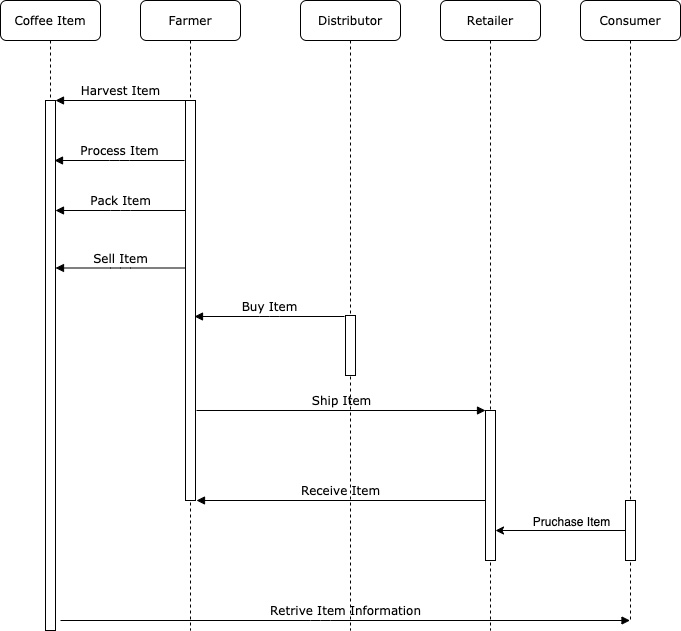 Coffee Item
Farmer
Distributor
Retailer
Consumer
Harvest Item
Process Item
Pack Item
Sell Item
Buy Item
Ship Item
Receive Item
Pruchase Item
Retrive Item Information